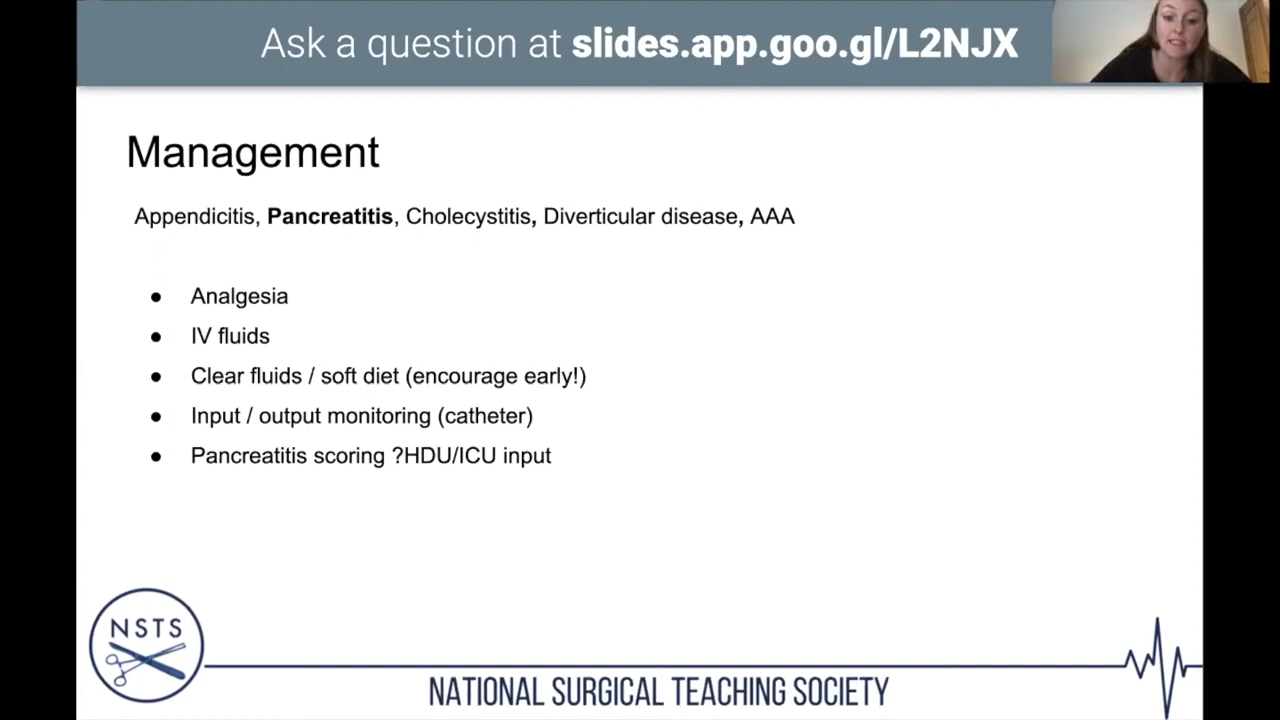 Ask a question at slides.app.goo.gl/L2NJX
Management
Appendicitis, Pancreatitis, Cholecystitis, Diverticular disease, AAA
● Analgesia
● IV fluids
● Clear fluids / soft diet (encourage early!)
● Input / output monitoring (catheter)
● Pancreatitis scoring ?HDU/ICU input
NSTS
NATIONAL SURGICAL TEACHING SOCIETY